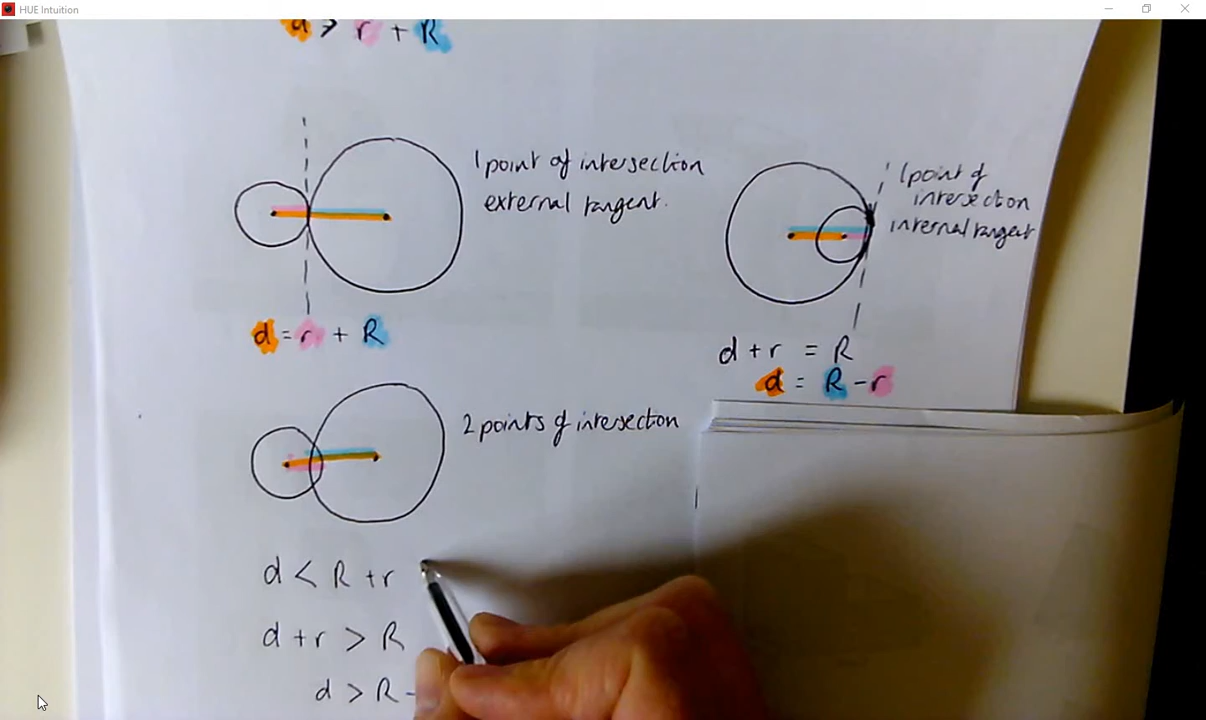 HUE Intuition
d > r + R
1 point of intersection
external tangent.
d = r + R
1 point of
intersection
internal tangent
d + r = R
d = R - r
2 points of intersection
d < R + r
d + r > R
d > R -